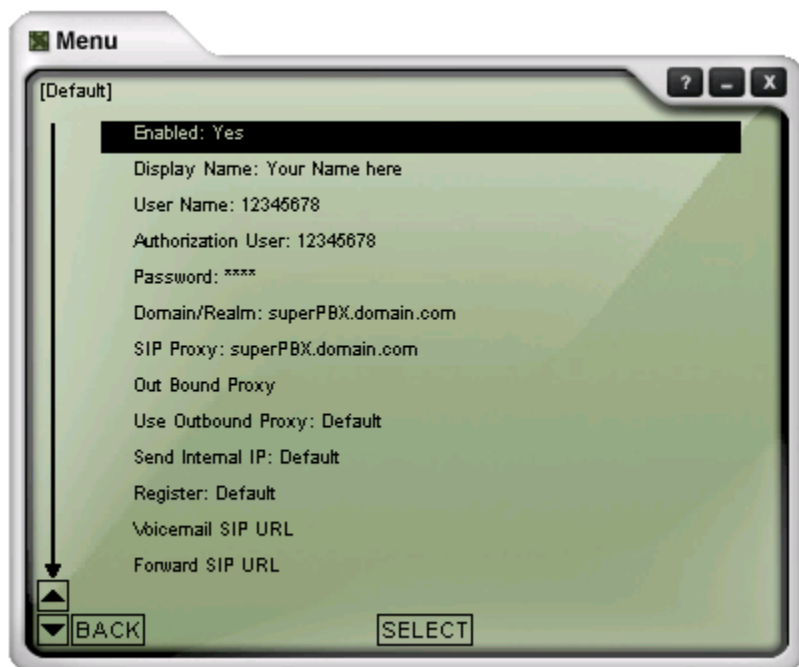 Menu
? _ X
[Default]
Enabled: Yes
Display Name: Your Name here
User Name: 12345678
Authorization User: 12345678
Password: ****
Domain/Realm: superPBX.domain.com
SIP Proxy: superPBX.domain.com
Out Bound Proxy
Use Outbound Proxy: Default
Send Internal IP: Default
Register: Default
Voicemail SIP URL
Forward SIP URL
BACK SELECT